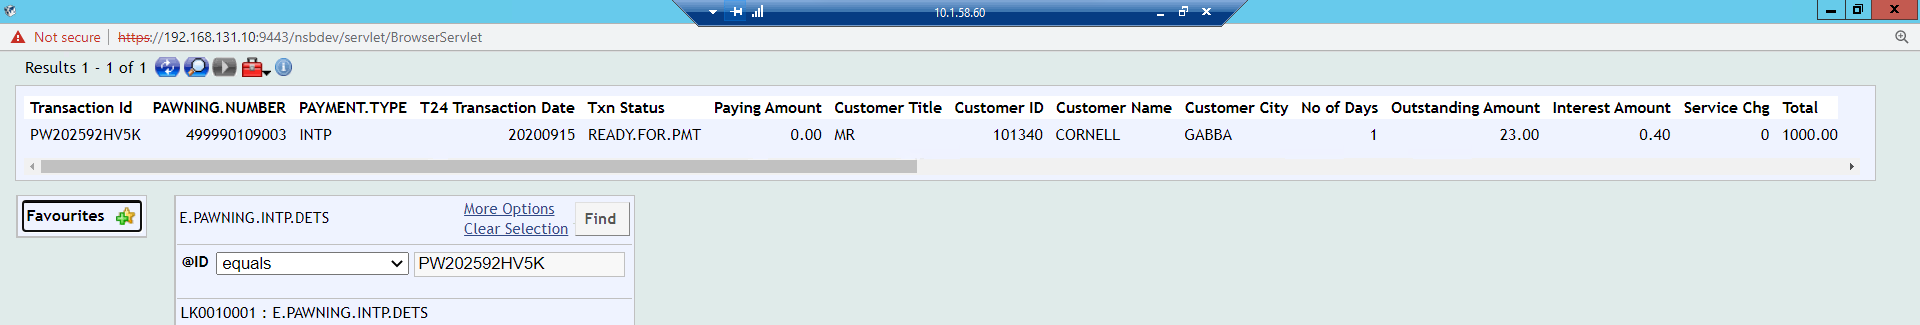 10.1.58.60
Not secure https://192.168.131.10:9443/nsbdev/servlet/BrowserServlet
Results 1 - 1 of 1
Transaction Id PAWNING.NUMBER PAYMENT.TYPE T24 Transaction Date Txn Status Paying Amount Customer Title Customer ID Customer Name Customer City No of Days Outstanding Amount Interest Amount Service Chg Total
PW202592HV5K 499990109003 INTP 20200915 READY.FOR.PMT 0.00 MR 101340 CORNELL GABBA 1 23.00 0.40 0 1000.00
Favourites
E.PAWNING.INTP.DETS
More Options
Clear Selection
Find
@ID equals PW202592HV5K
LK0010001 : E.PAWNING.INTP.DETS